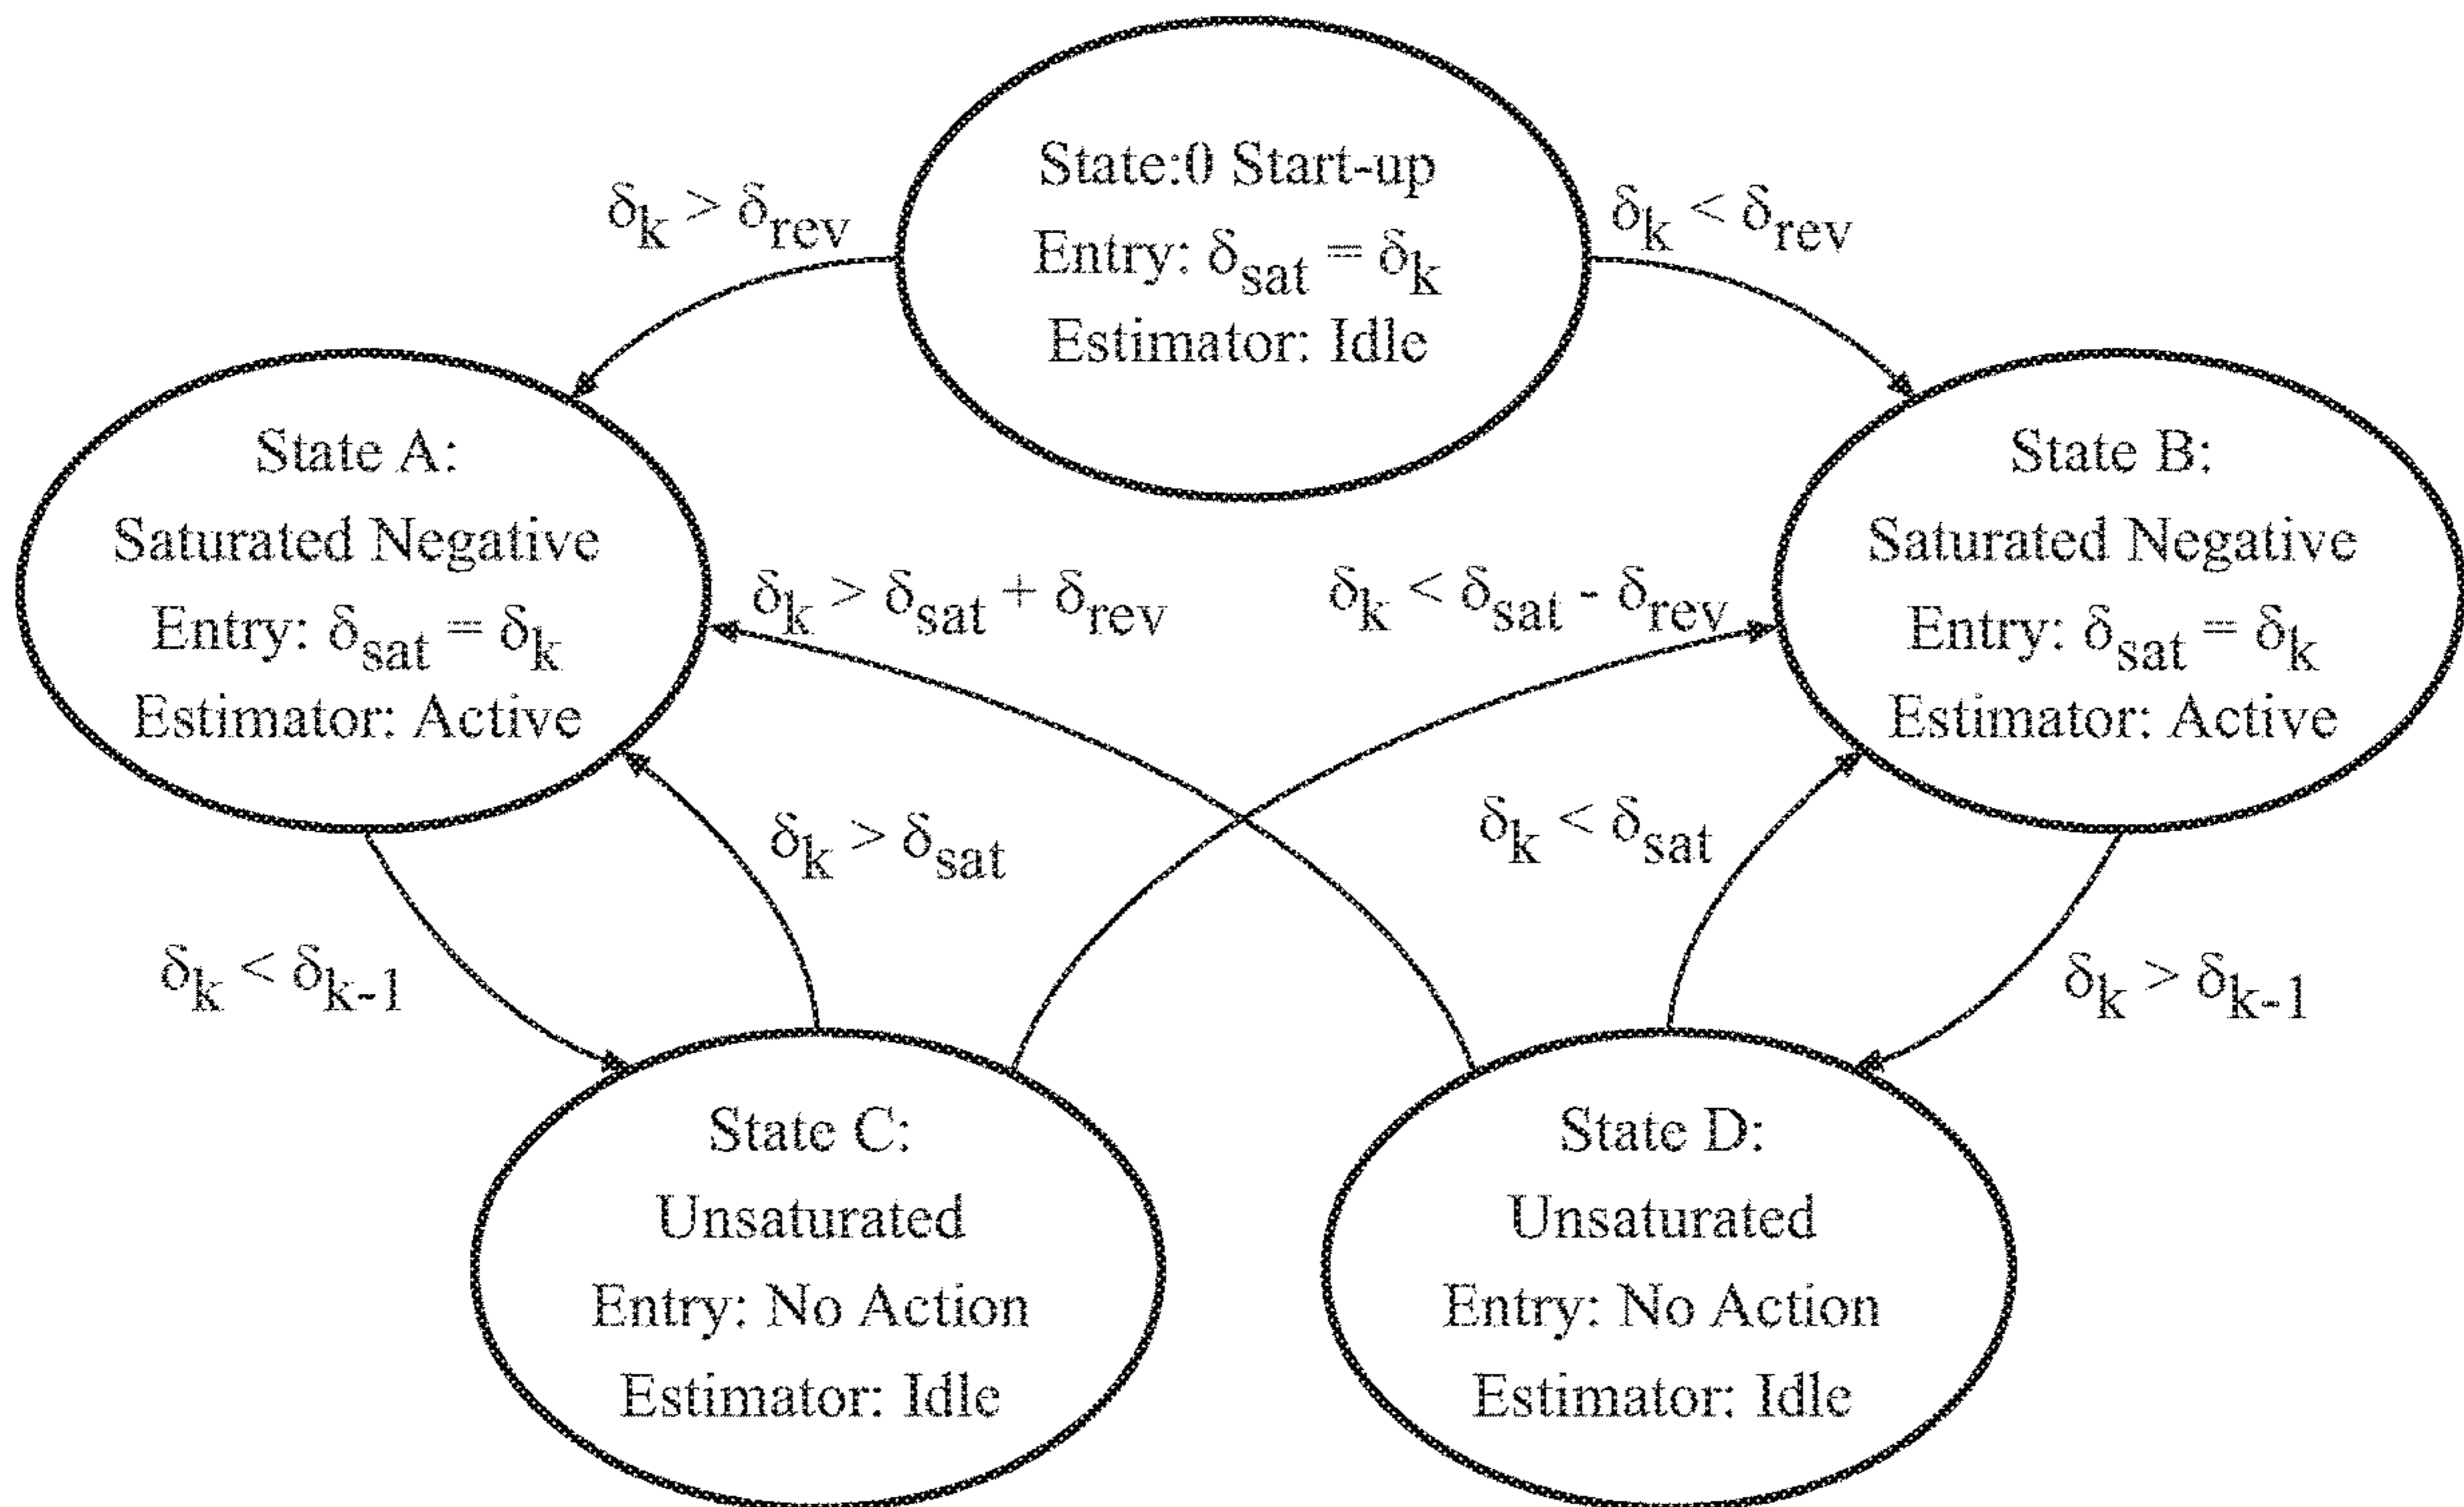 State:0 Start-up
Entry: δsat = δk
Estimator: Idle
δk > δrev
δk < δrev
State A:
Saturated Negative
Entry: δsat = δk
Estimator: Active
State B:
Saturated Negative
Entry: δsat = δk
Estimator: Active
δk > δsat + δrev
δk < δsat - δrev
δk > δsat
δk < δsat
δk < δk-1
δk > δk-1
State C:
Unsaturated
Entry: No Action
Estimator: Idle
State D:
Unsaturated
Entry: No Action
Estimator: Idle